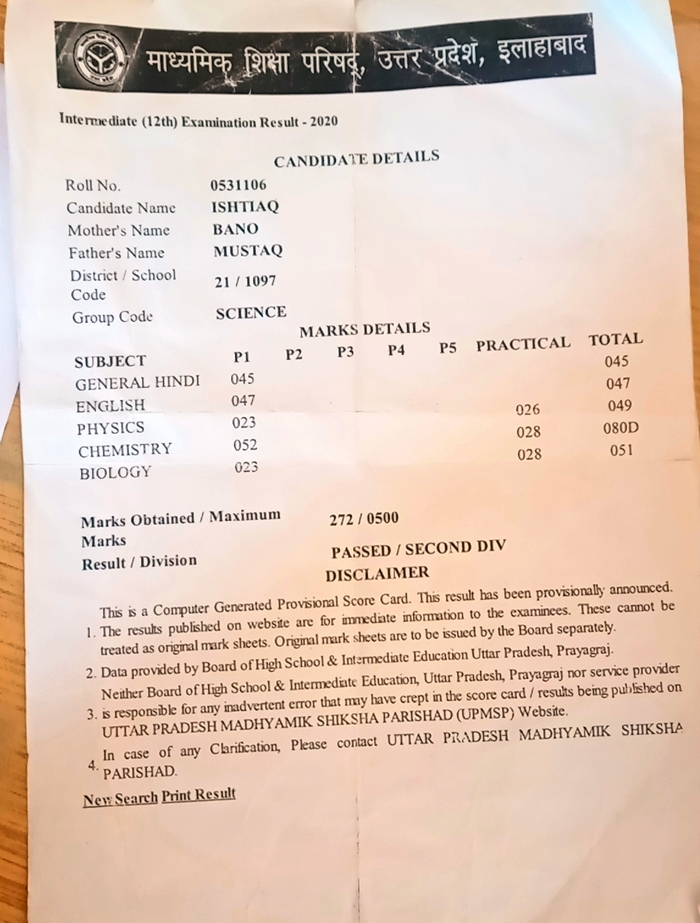 माध्यमिक शिक्षा परिषद्, उत्तर प्रदेश, इलाहाबाद
Intermediate (12th) Examination Result - 2020
CANDIDATE DETAILS
Roll No. 0531106
Candidate Name ISHTIAQ
Mother's Name BANO
Father's Name MUSTAQ
District / School Code 21 / 1097
Group Code SCIENCE
MARKS DETAILS
SUBJECT P1 P2 P3 P4 P5 PRACTICAL TOTAL
GENERAL HINDI 045 045
ENGLISH 047 047
PHYSICS 023 026 049
CHEMISTRY 052 028 080D
BIOLOGY 023 028 051
Marks Obtained / Maximum Marks 272 / 0500
Result / Division PASSED / SECOND DIV
DISCLAIMER
This is a Computer Generated Provisional Score Card. This result has been provisionally announced.
1. The results published on website are for immediate information to the examinees. These cannot be
treated as original mark sheets. Original mark sheets are to be issued by the Board separately.
2. Data provided by Board of High School & Intermediate Education Uttar Pradesh, Prayagraj.
Neither Board of High School & Intermediate Education, Uttar Pradesh, Prayagraj nor service provider
3. is responsible for any inadvertent error that may have crept in the score card / results being published on
UTTAR PRADESH MADHYAMIK SHIKSHA PARISHAD (UPMSP) Website.
4. In case of any Clarification, Please contact UTTAR PRADESH MADHYAMIK SHIKSHA
PARISHAD.
New Search Print Result